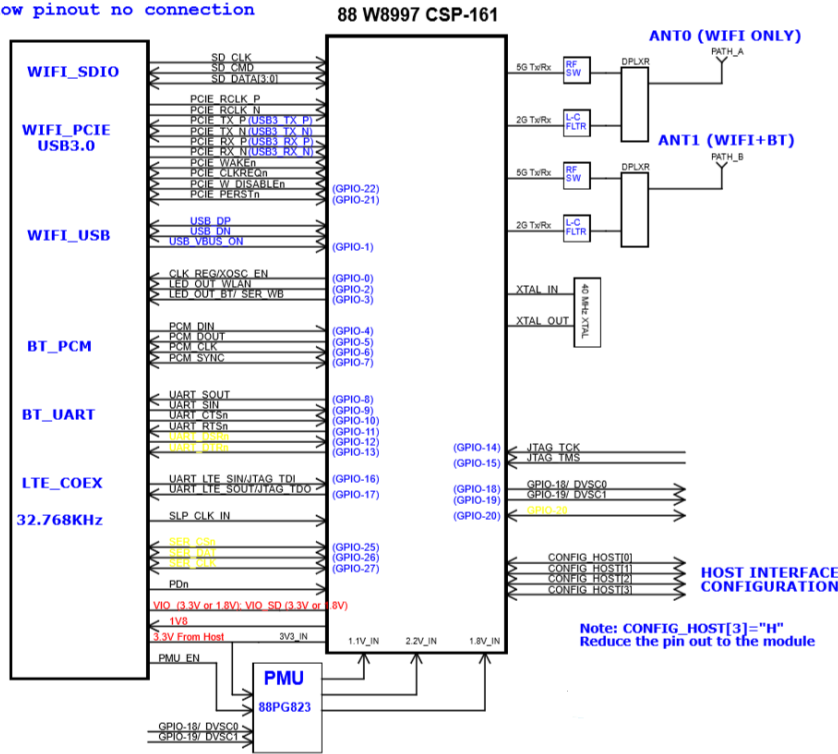 ow pinout no connection
88 W8997 CSP-161
WIFI_SDIO
SD_CLK
SD_CMD
SD_DATA[3:0]
WIFI_PCIE
USB3.0
PCIE_RCLK_P
PCIE_RCLK_N
PCIE_TX_P(USB3_TX_P)
PCIE_TX_N(USB3_TX_N)
PCIE_RX_P(USB3_RX_P)
PCIE_RX_N(USB3_RX_N)
PCIE_WAKEn
PCIE_CLKREQn
PCIE_W_DISABLEn (GPIO-22)
PCIE_PERSTn (GPIO-21)
WIFI_USB
USB_DP
USB_DN
USB_VBUS_ON (GPIO-1)
CLK_REG/XOSC_EN (GPIO-0)
LED_OUT_WLAN (GPIO-2)
LED_OUT_BT/ SER_WB (GPIO-3)
BT_PCM
PCM_DIN (GPIO-4)
PCM_DOUT (GPIO-5)
PCM_CLK (GPIO-6)
PCM_SYNC (GPIO-7)
BT_UART
UART_SOUT (GPIO-8)
UART_SIN (GPIO-9)
UART_CTSn (GPIO-10)
UART_RTSn (GPIO-11)
UART_DSRn (GPIO-12)
UART_DTRn (GPIO-13)
LTE_COEX
UART_LTE_SIN/JTAG_TDI (GPIO-16)
UART_LTE_SOUT/JTAG_TDO (GPIO-17)
32.768KHz
SLP_CLK_IN
SER_CSn (GPIO-25)
SER_DAT (GPIO-26)
SER_CLK (GPIO-27)
PDn
VIO (3.3V or 1.8V); VIO_SD (3.3V or 1.8V)
1V8
3.3V From Host
3V3_IN
PMU_EN
1.1V_IN
2.2V_IN
1.8V_IN
PMU
88PG823
GPIO-18/ DVSC0
GPIO-19/ DVSC1
ANT0 (WIFI ONLY)
PATH_A
5G Tx/Rx
RF
SW
DPLXR
2G Tx/Rx
L-C
FLTR
ANT1 (WIFI+BT)
PATH_B
5G Tx/Rx
RF
SW
DPLXR
2G Tx/Rx
L-C
FLTR
XTAL_IN
XTAL_OUT
40 MHz XTAL
(GPIO-14) JTAG_TCK
(GPIO-15) JTAG_TMS
(GPIO-18) GPIO-18/ DVSC0
(GPIO-19) GPIO-19/ DVSC1
(GPIO-20) GPIO-20
CONFIG_HOST[0]
CONFIG_HOST[1]
CONFIG_HOST[2]
CONFIG_HOST[3]
HOST INTERFACE
CONFIGURATION
Note: CONFIG_HOST[3]="H"
Reduce the pin out to the module